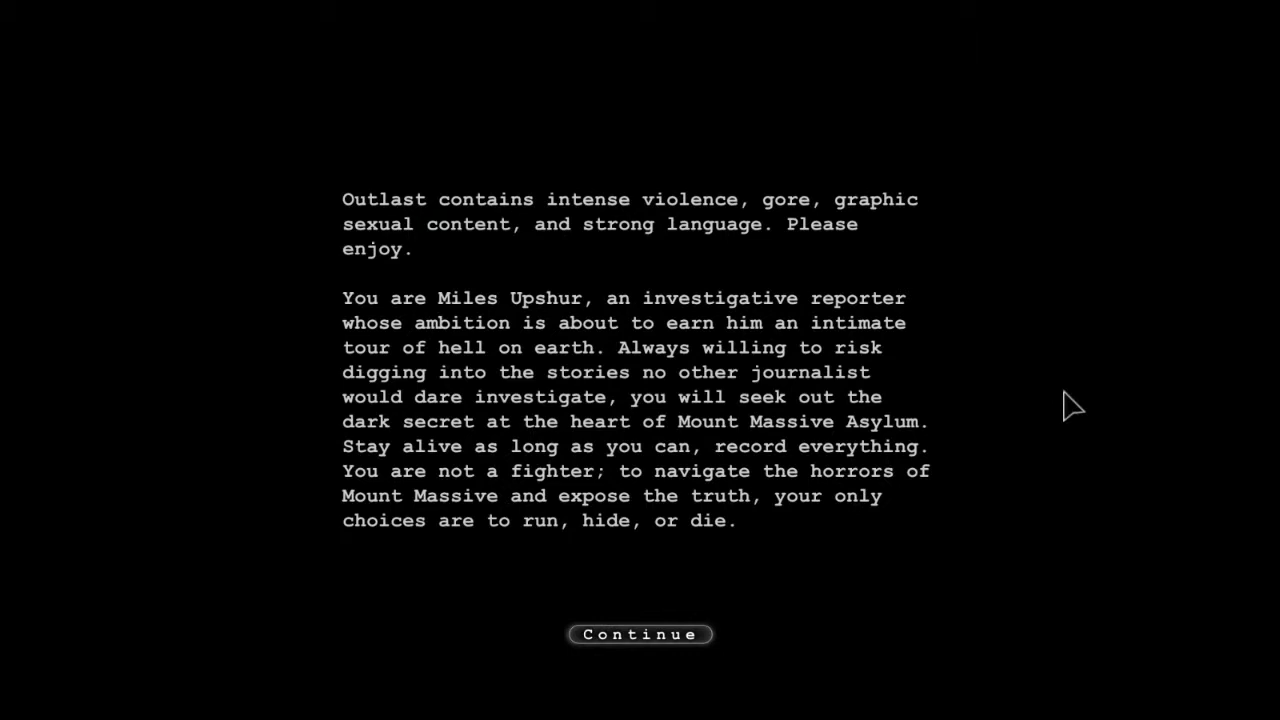 Outlast contains intense violence, gore, graphic
sexual content, and strong language. Please
enjoy.
You are Miles Upshur, an investigative reporter
whose ambition is about to earn him an intimate
tour of hell on earth. Always willing to risk
digging into the stories no other journalist
would dare investigate, you will seek out the
dark secret at the heart of Mount Massive Asylum.
Stay alive as long as you can, record everything.
You are not a fighter; to navigate the horrors of
Mount Massive and expose the truth, your only
choices are to run, hide, or die.
Continue